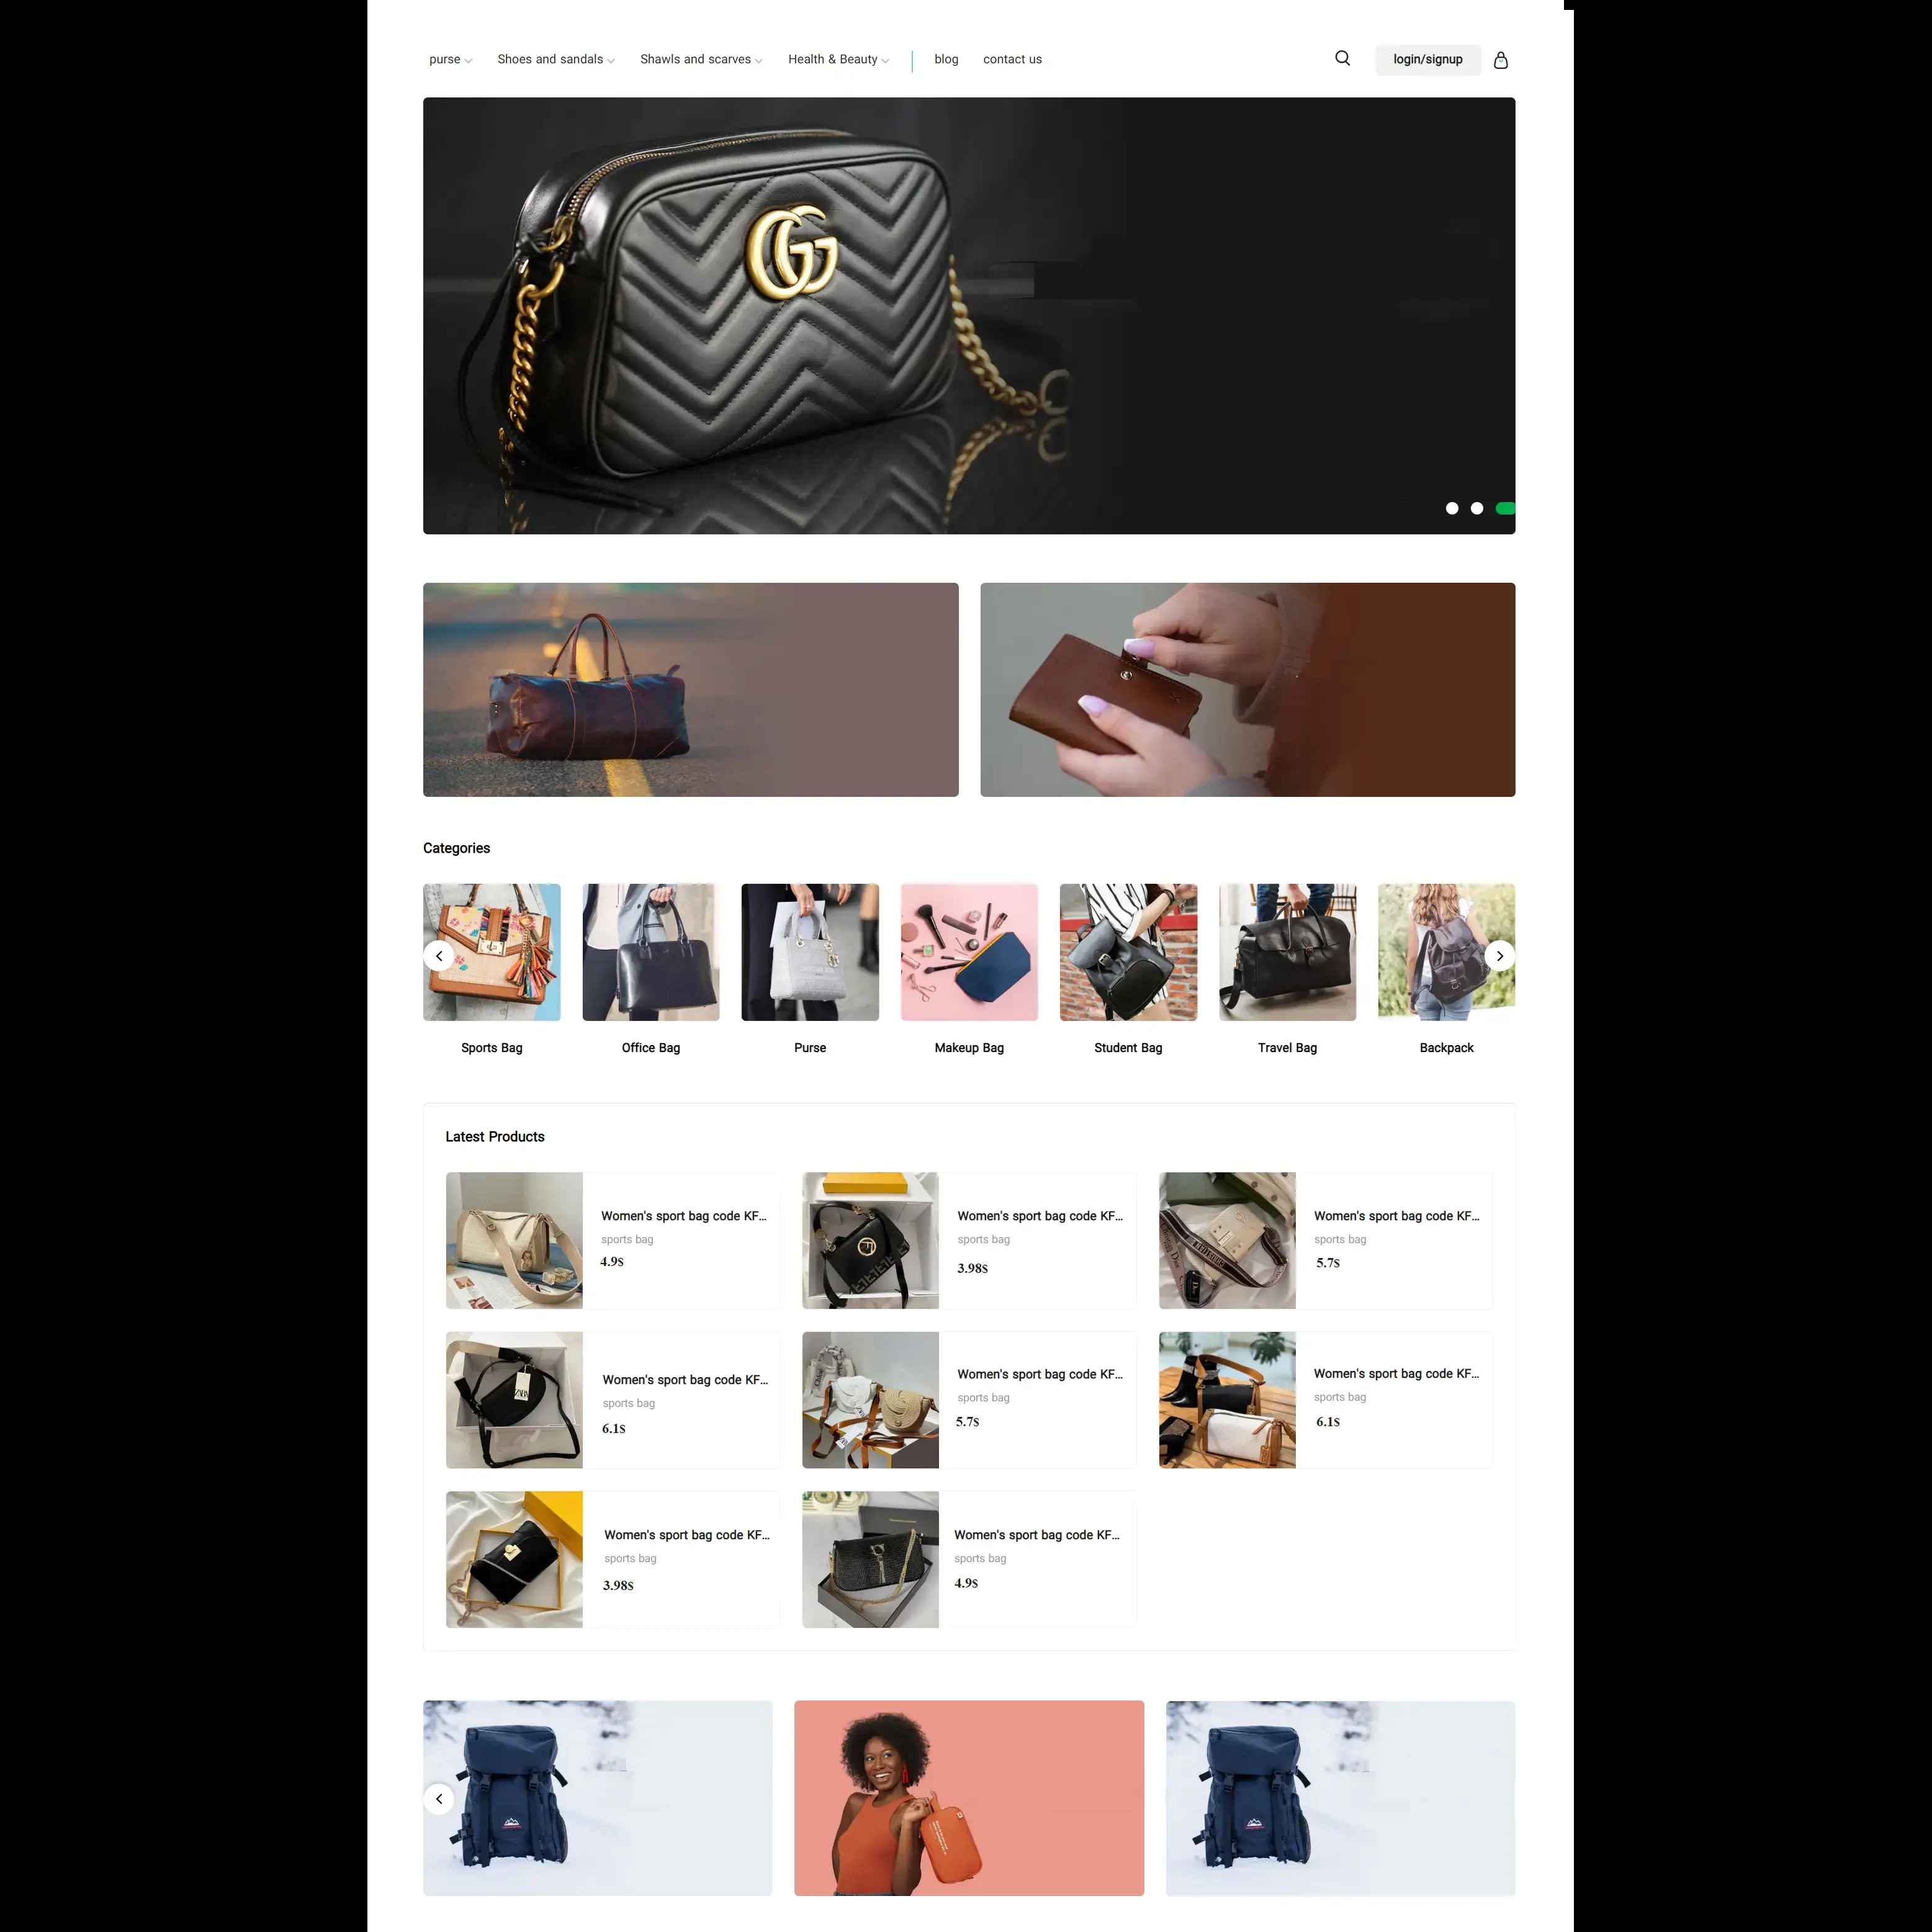 purse Shoes and sandals Shawls and scarves Health & Beauty blog contact us login/signup
Categories
Sports Bag Office Bag Purse Makeup Bag Student Bag Travel Bag Backpack
Latest Products
Women's sport bag code KF...
sports bag
4.9$
Women's sport bag code KF...
sports bag
3.98$
Women's sport bag code KF...
sports bag
5.7$
Women's sport bag code KF...
sports bag
6.1$
Women's sport bag code KF...
sports bag
5.7$
Women's sport bag code KF...
sports bag
6.1$
Women's sport bag code KF...
sports bag
3.98$
Women's sport bag code KF...
sports bag
4.9$